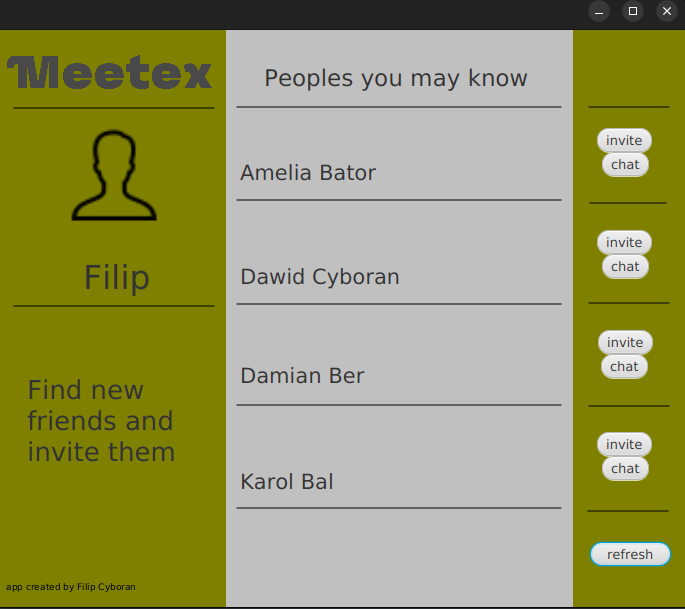 Meetex
Filip
Find new
friends and
invite them
app created by Filip Cyboran
Peoples you may know
Amelia Bator
invite
chat
Dawid Cyboran
invite
chat
Damian Ber
invite
chat
Karol Bal
invite
chat
refresh